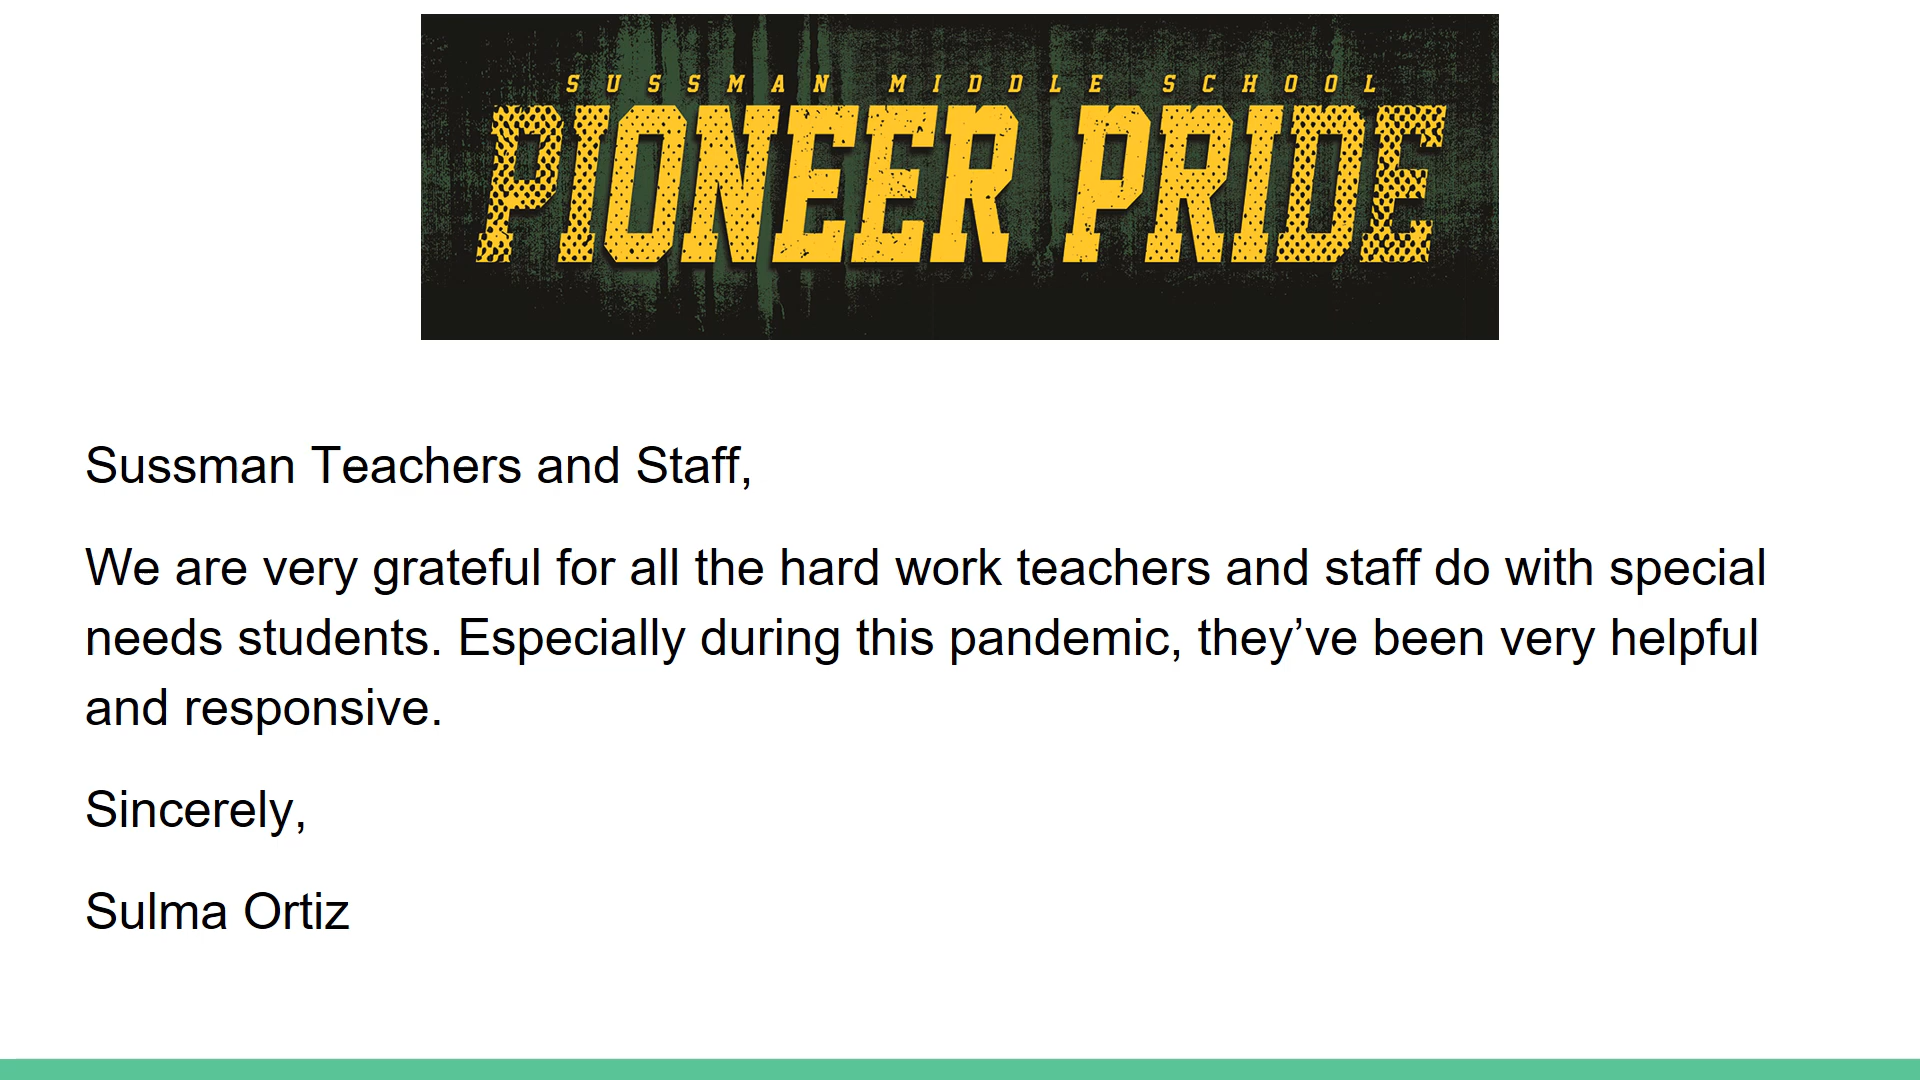 SUSSMAN MIDDLE SCHOOL
PIONEER PRIDE
Sussman Teachers and Staff,
We are very grateful for all the hard work teachers and staff do with special
needs students. Especially during this pandemic, they’ve been very helpful
and responsive.
Sincerely,
Sulma Ortiz